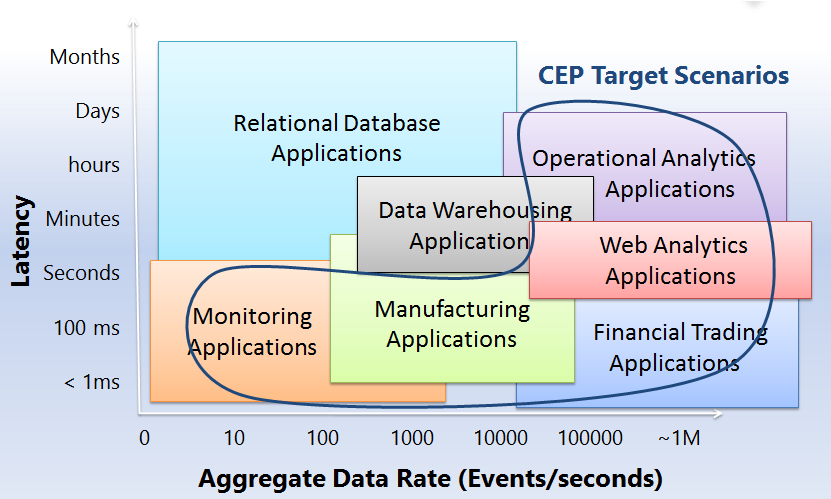 CEP Target Scenarios
Months
Days
hours
Minutes
Seconds
100 ms
< 1ms
Latency
Relational Database
Applications
Operational Analytics
Applications
Data Warehousing
Application
Web Analytics
Applications
Monitoring
Applications
Manufacturing
Applications
Financial Trading
Applications
0
10
100
1000
10000
100000
~1M
Aggregate Data Rate (Events/seconds)